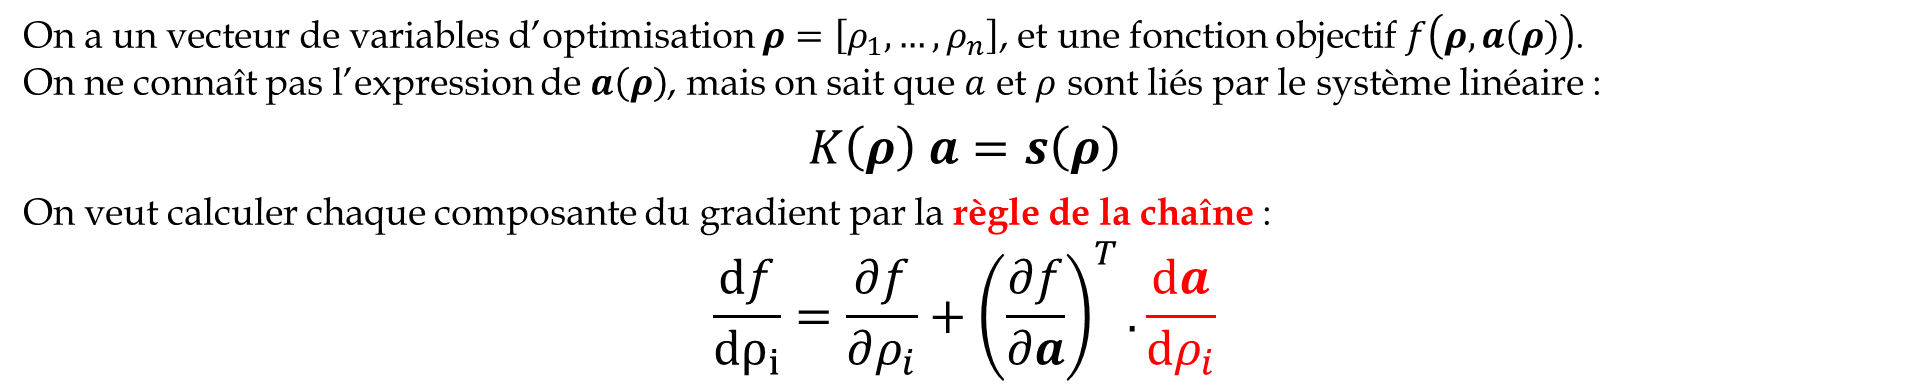 On a un vecteur de variables d'optimisation 𝝆 = [ρ₁, … , ρₙ], et une fonction objectif f(𝝆, 𝒂(𝝆)).
On ne connaît pas l'expression de 𝒂(𝝆), mais on sait que a et ρ sont liés par le système linéaire :
K(𝝆) 𝒂 = 𝒔(𝝆)
On veut calculer chaque composante du gradient par la règle de la chaîne :
df/dρᵢ = ∂f/∂ρᵢ + (∂f/∂𝒂)ᵀ . d𝒂/dρᵢ